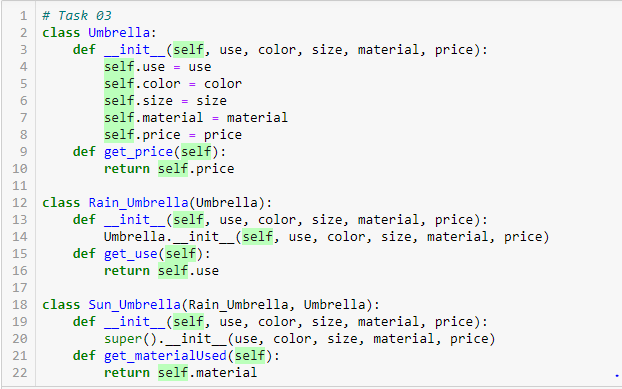 1 # Task 03
2 class Umbrella:
3     def __init__(self, use, color, size, material, price):
4         self.use = use
5         self.color = color
6         self.size = size
7         self.material = material
8         self.price = price
9     def get_price(self):
10         return self.price
11
12 class Rain_Umbrella(Umbrella):
13     def __init__(self, use, color, size, material, price):
14         Umbrella.__init__(self, use, color, size, material, price)
15     def get_use(self):
16         return self.use
17
18 class Sun_Umbrella(Rain_Umbrella, Umbrella):
19     def __init__(self, use, color, size, material, price):
20         super().__init__(use, color, size, material, price)
21     def get_materialUsed(self):
22         return self.material